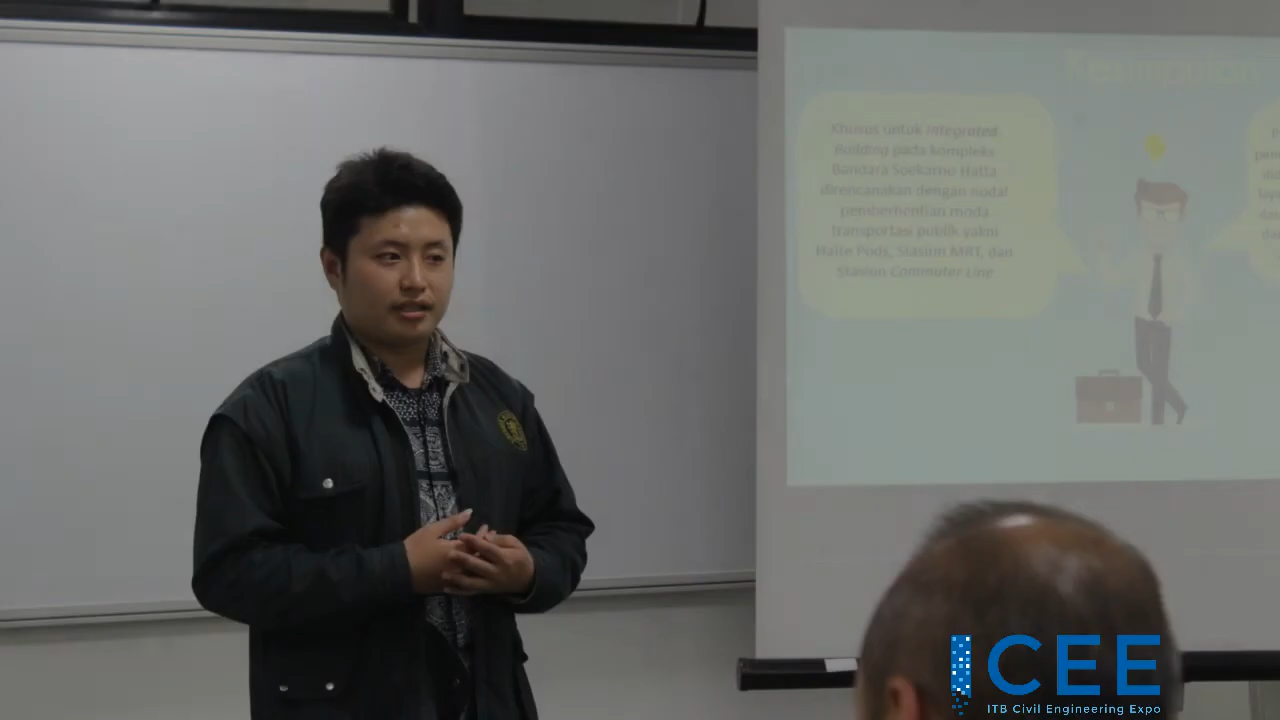 Khusus untuk Integrated
Building pada kompleks
Bandara Soekarno Hatta
direncanakan dengan nodal
pemberhentian moda
transportasi publik yakni
Halte Pods, Stasiun MRT, dan
Stasiun Commuter Line
ICEE
ITB Civil Engineering Expo